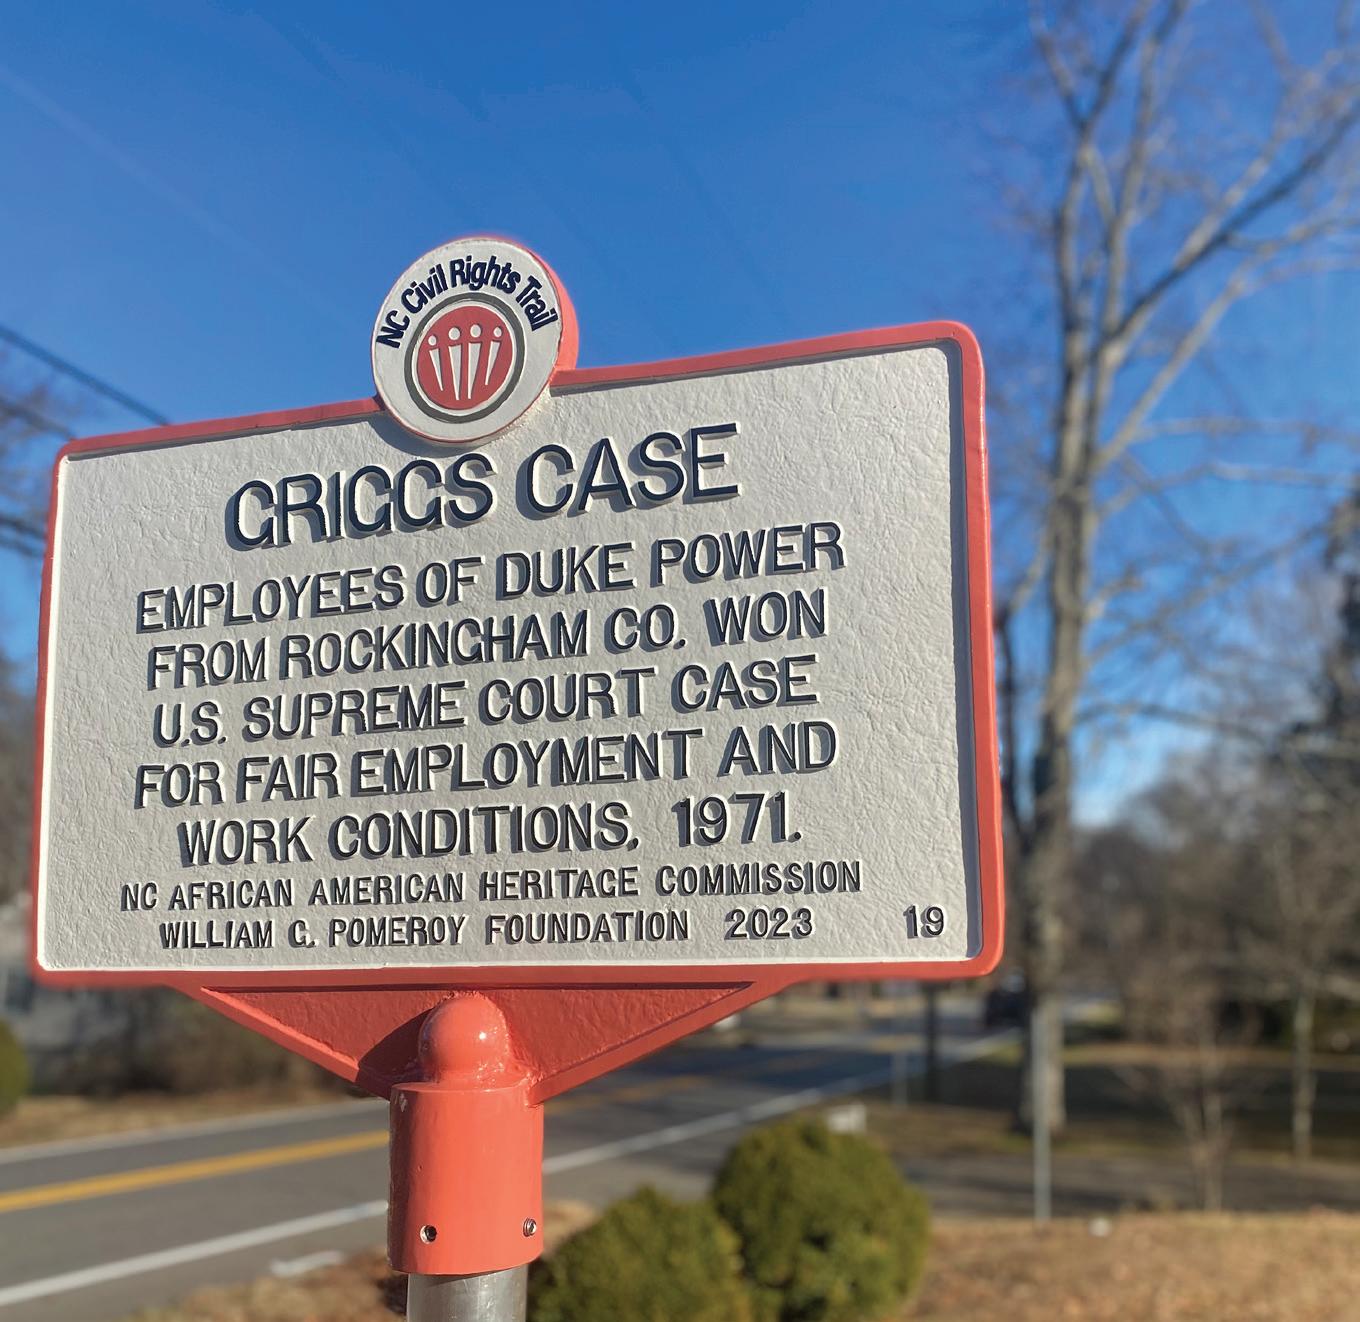 NC Civil Rights Trail
GRIGGS CASE
EMPLOYEES OF DUKE POWER
FROM ROCKINGHAM CO. WON
U.S. SUPREME COURT CASE
FOR FAIR EMPLOYMENT AND
WORK CONDITIONS, 1971.
NC AFRICAN AMERICAN HERITAGE COMMISSION
WILLIAM G. POMEROY FOUNDATION 2023 19